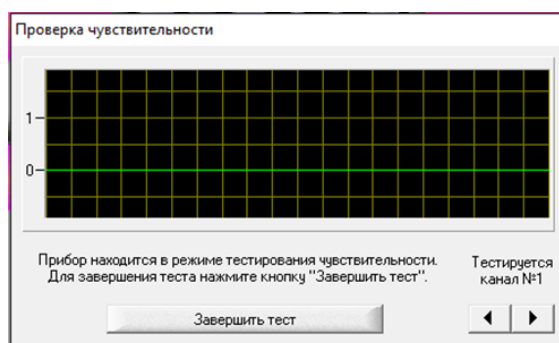 Проверка чувствительности
1
0
Прибор находится в режиме тестирования чувствительности.
Для завершения теста нажмите кнопку "Завершить тест".
Тестируется
канал №1
Завершить тест